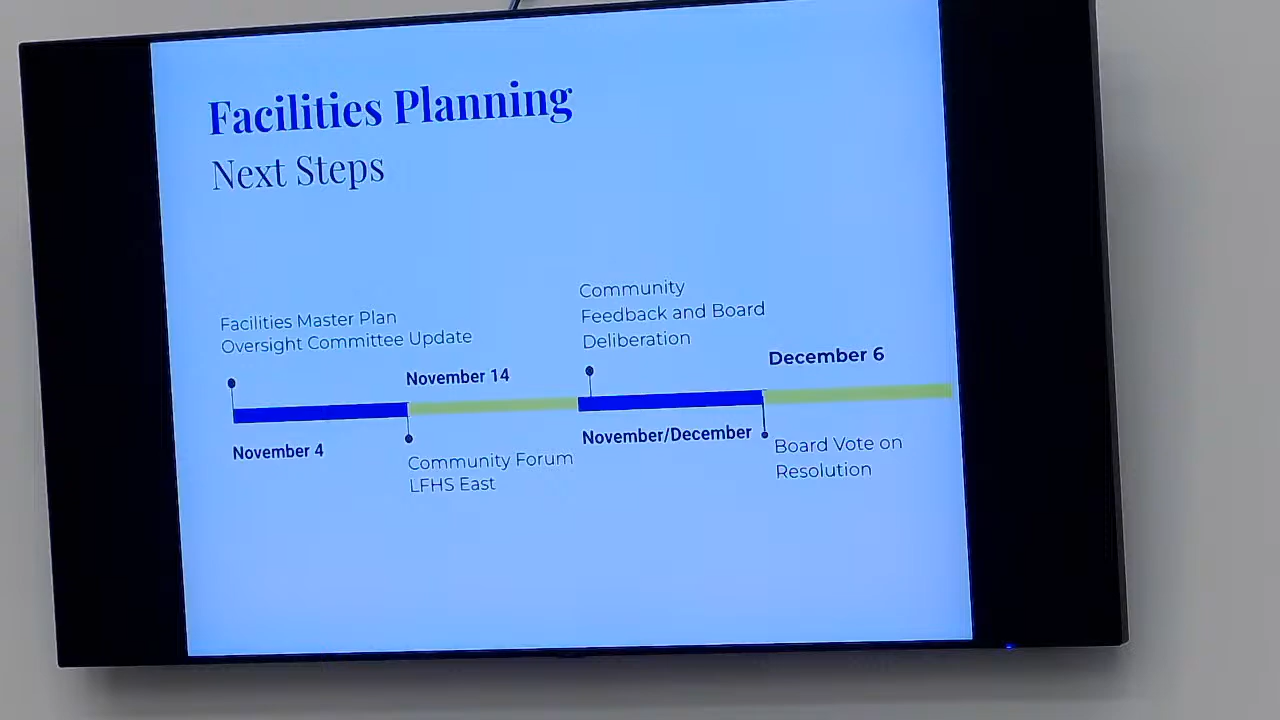 Facilities Planning
Next Steps
Facilities Master Plan
Oversight Committee Update
November 4
November 14
Community Forum
LFHS East
Community
Feedback and Board
Deliberation
November/December
December 6
Board Vote on
Resolution